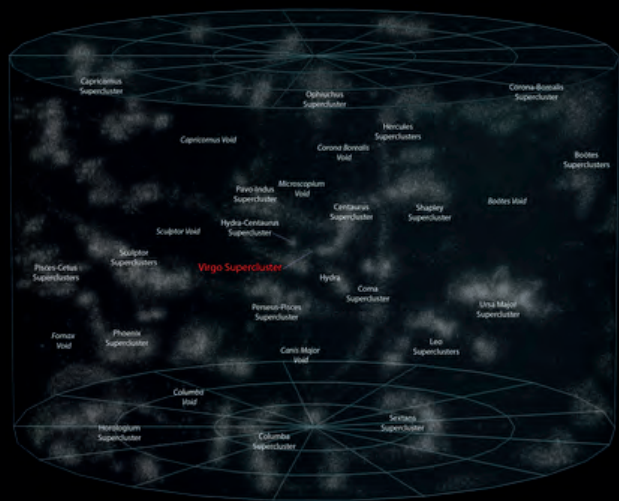 Capricornus
Supercluster
Ophiuchus
Supercluster
Corona-Borealis
Supercluster
Capricornus Void
Hercules
Superclusters
Corona Borealis
Void
Boötes
Superclusters
Pavo-Indus
Supercluster
Microscopium
Void
Centaurus
Supercluster
Shapley
Supercluster
Boötes Void
Sculptor Void
Hydra-Centaurus
Supercluster
Sculptor
Superclusters
Virgo Supercluster
Pisces-Cetus
Superclusters
Hydra
Coma
Supercluster
Perseus-Pisces
Supercluster
Ursa Major
Supercluster
Fornax
Void
Phoenix
Supercluster
Canis Major
Void
Leo
Superclusters
Columba
Void
Horologium
Supercluster
Columba
Supercluster
Sextans
Supercluster